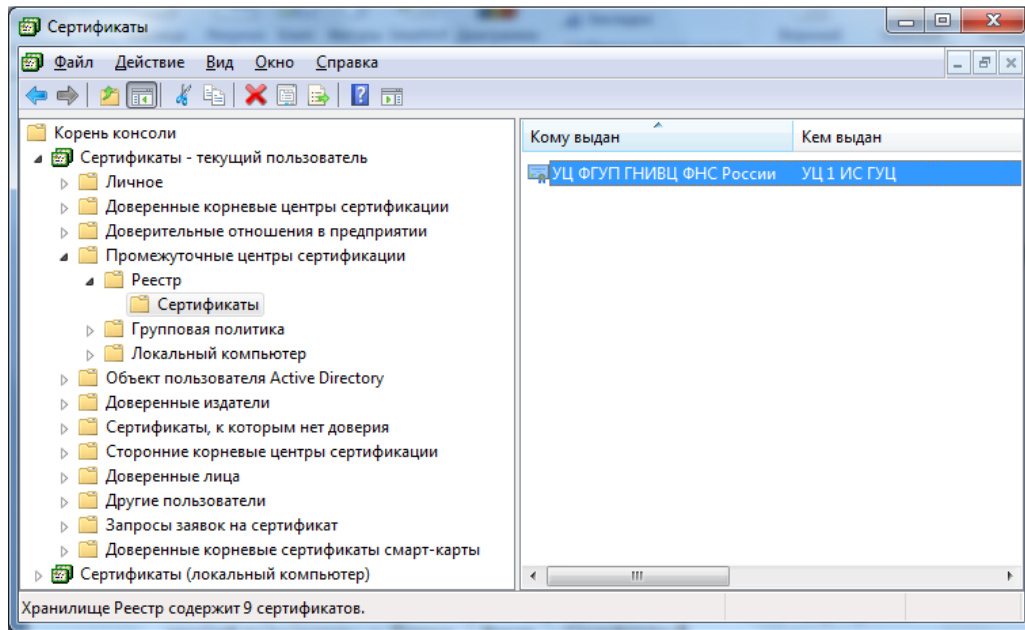 Сертификаты
Файл Действие Вид Окно Справка
Корень консоли
Сертификаты - текущий пользователь
Личное
Доверенные корневые центры сертификации
Доверительные отношения в предприятии
Промежуточные центры сертификации
Реестр
Сертификаты
Групповая политика
Локальный компьютер
Объект пользователя Active Directory
Доверенные издатели
Сертификаты, к которым нет доверия
Сторонние корневые центры сертификации
Доверенные лица
Другие пользователи
Запросы заявок на сертификат
Доверенные корневые сертификаты смарт-карты
Сертификаты (локальный компьютер)
Кому выдан Кем выдан
УЦ ФГУП ГНИВЦ ФНС России УЦ 1 ИС ГУЦ
Хранилище Реестр содержит 9 сертификатов.